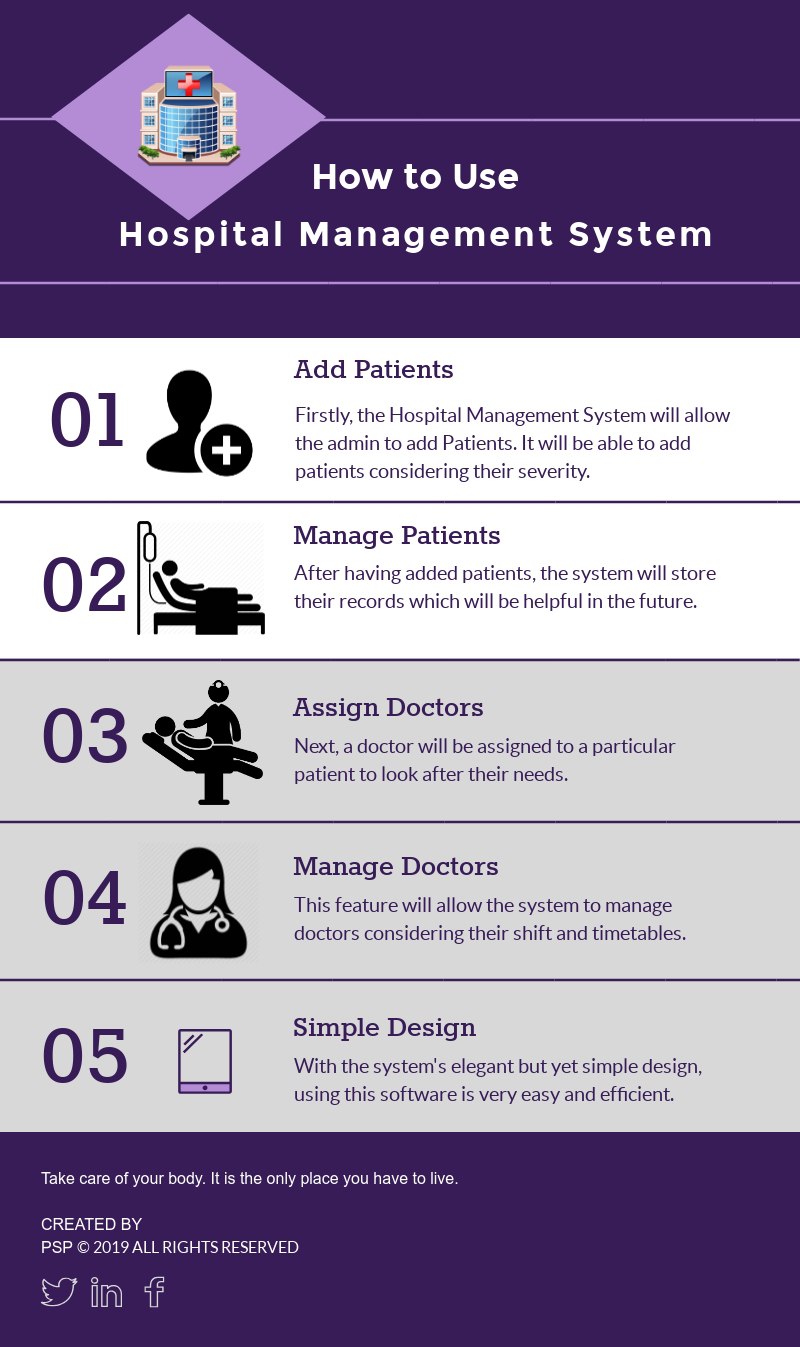 How to Use
Hospital Management System
01
Add Patients
Firstly, the Hospital Management System will allow
the admin to add Patients. It will be able to add
patients considering their severity.
02
Manage Patients
After having added patients, the system will store
their records which will be helpful in the future.
03
Assign Doctors
Next, a doctor will be assigned to a particular
patient to look after their needs.
04
Manage Doctors
This feature will allow the system to manage
doctors considering their shift and timetables.
05
Simple Design
With the system's elegant but yet simple design,
using this software is very easy and efficient.
Take care of your body. It is the only place you have to live.
CREATED BY
PSP © 2019 ALL RIGHTS RESERVED